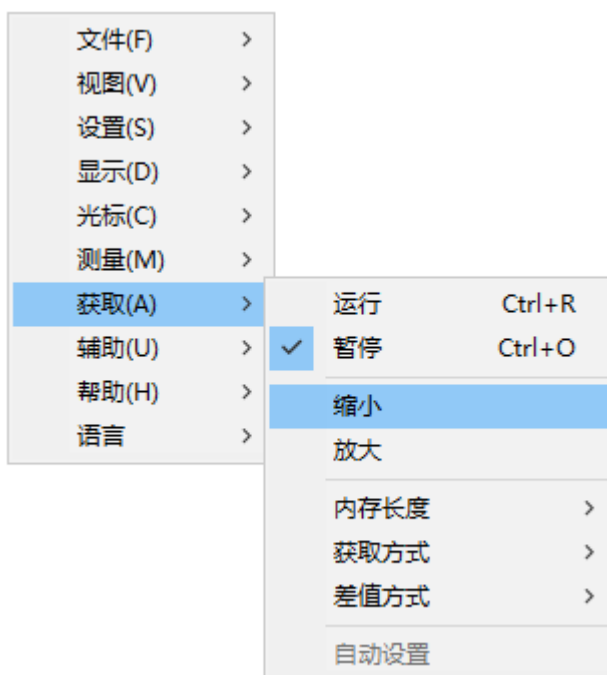 文件(F)
视图(V)
设置(S)
显示(D)
光标(C)
测量(M)
获取(A)
辅助(U)
帮助(H)
语言
运行 Ctrl+R
暂停 Ctrl+O
缩小
放大
内存长度
获取方式
差值方式
自动设置